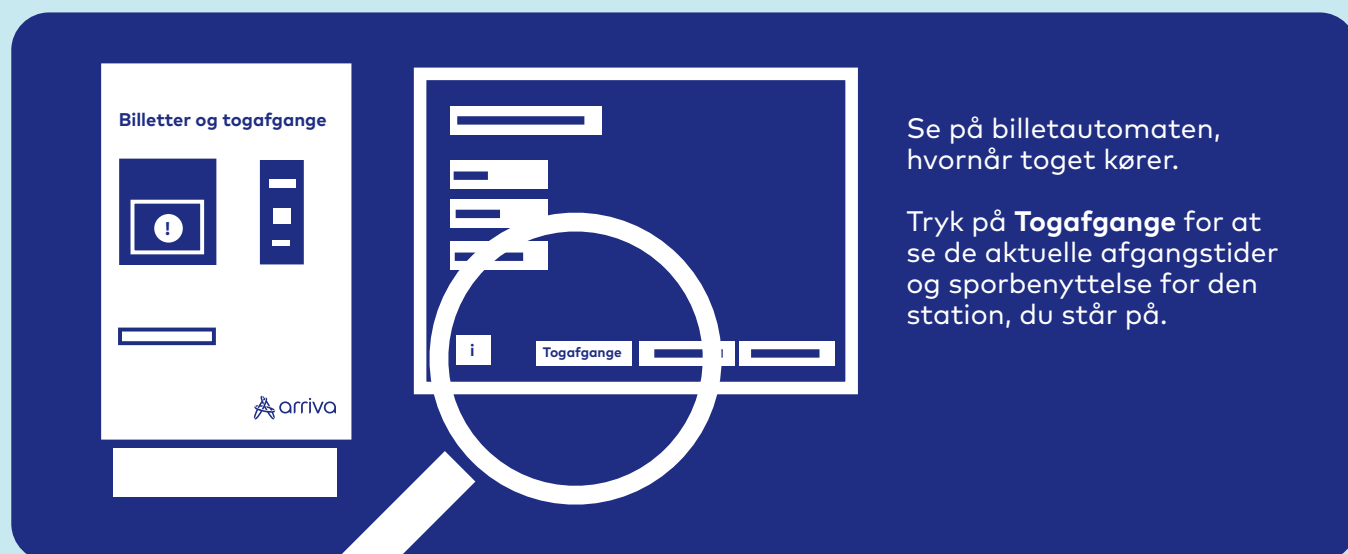 Billetter og togafgange
!
arriva
i
Togafgange
Se på billetautomaten,
hvornår toget kører.
Tryk på Togafgange for at
se de aktuelle afgangstider
og sporbenyttelse for den
station, du står på.